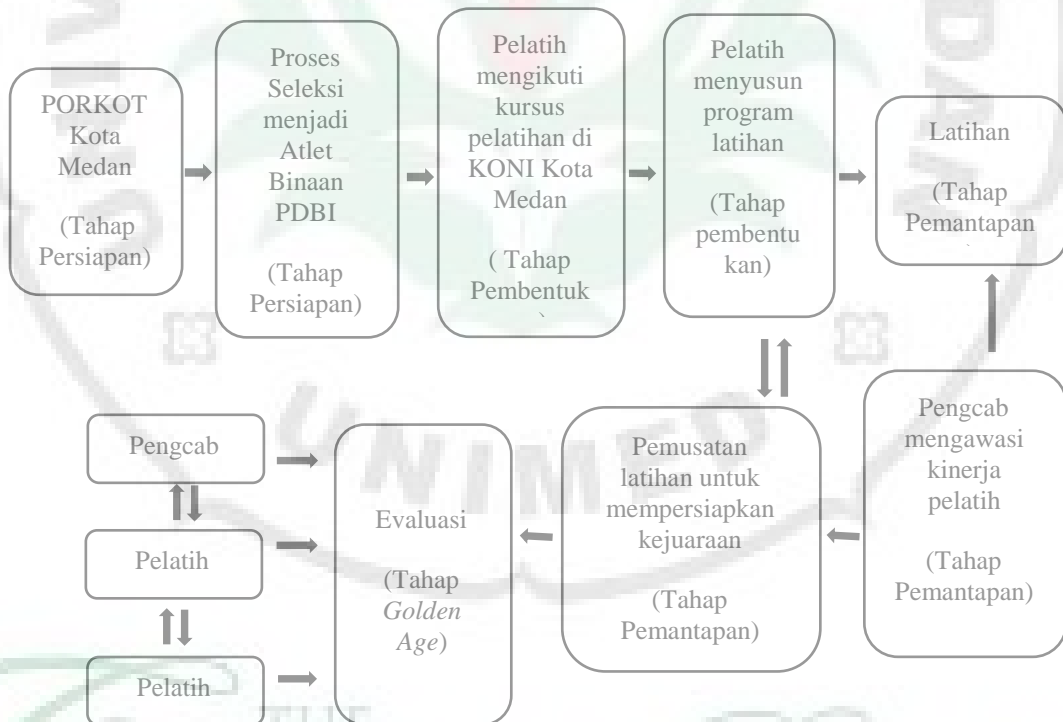 PORKOT
Kota
Medan
(Tahap
Persiapan)
Proses
Seleksi
menjadi
Atlet
Binaan
PDBI
(Tahap
Persiapan)
Pelatih
mengikuti
kursus
pelatihan di
KONI Kota
Medan
( Tahap
Pembentuk
Pelatih
menyusun
program
latihan
(Tahap
pembentu
kan)
Latihan
(Tahap
Pemantapan
Pengcab
mengawasi
kinerja
pelatih
(Tahap
Pemantapan)
Pemusatan
latihan untuk
mempersiapkan
kejuaraan
(Tahap
Pemantapan)
Evaluasi
(Tahap
Golden
Age)
Pengcab
Pelatih
Pelatih
UNIMED
THE